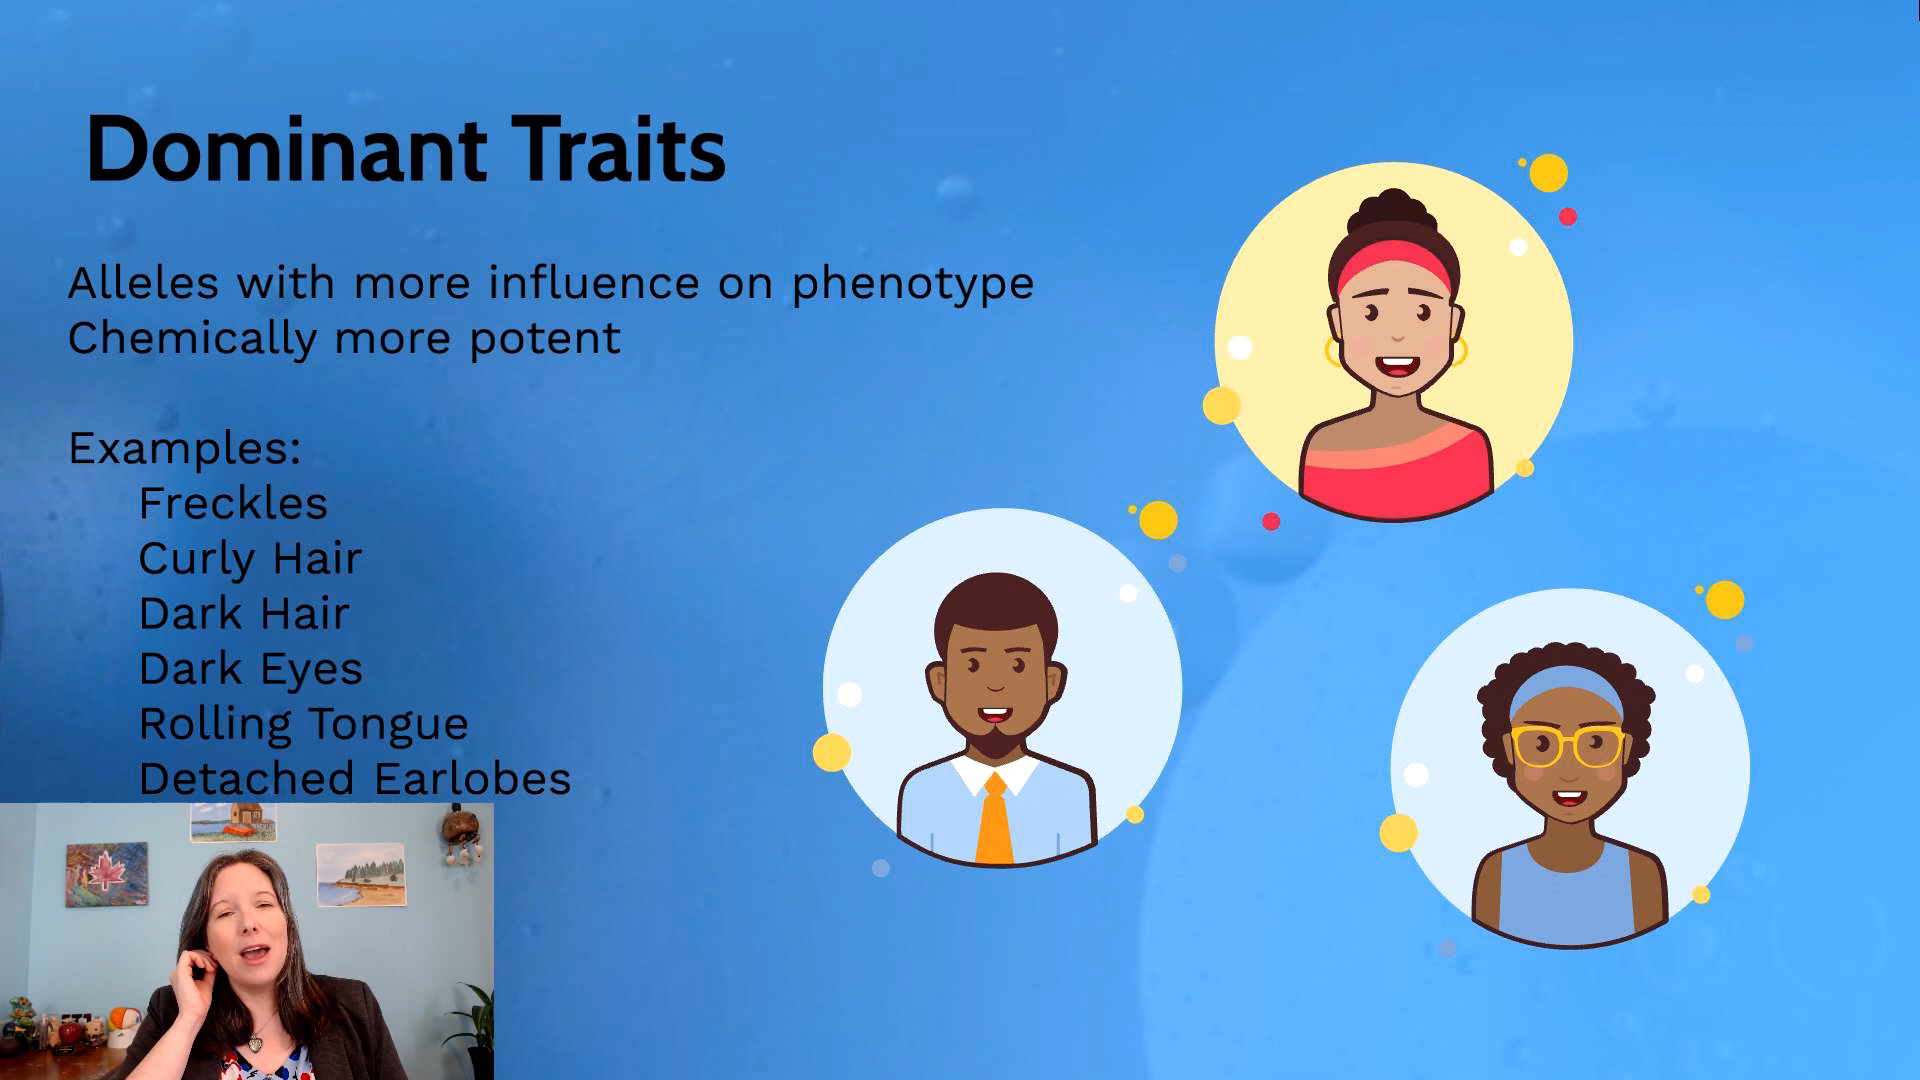 Dominant Traits
Alleles with more influence on phenotype
Chemically more potent
Examples:
Freckles
Curly Hair
Dark Hair
Dark Eyes
Rolling Tongue
Detached Earlobes